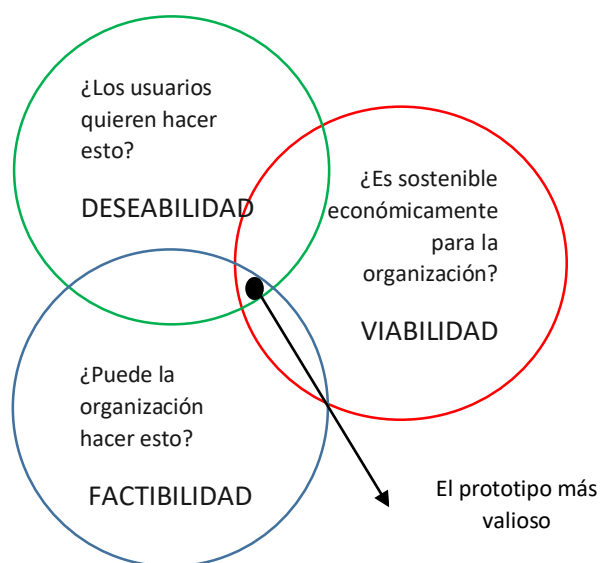 ¿Los usuarios
quieren hacer
esto?
DESEABILIDAD
¿Es sostenible
económicamente
para la
organización?
VIABILIDAD
¿Puede la
organización
hacer esto?
FACTIBILIDAD
El prototipo más
valioso